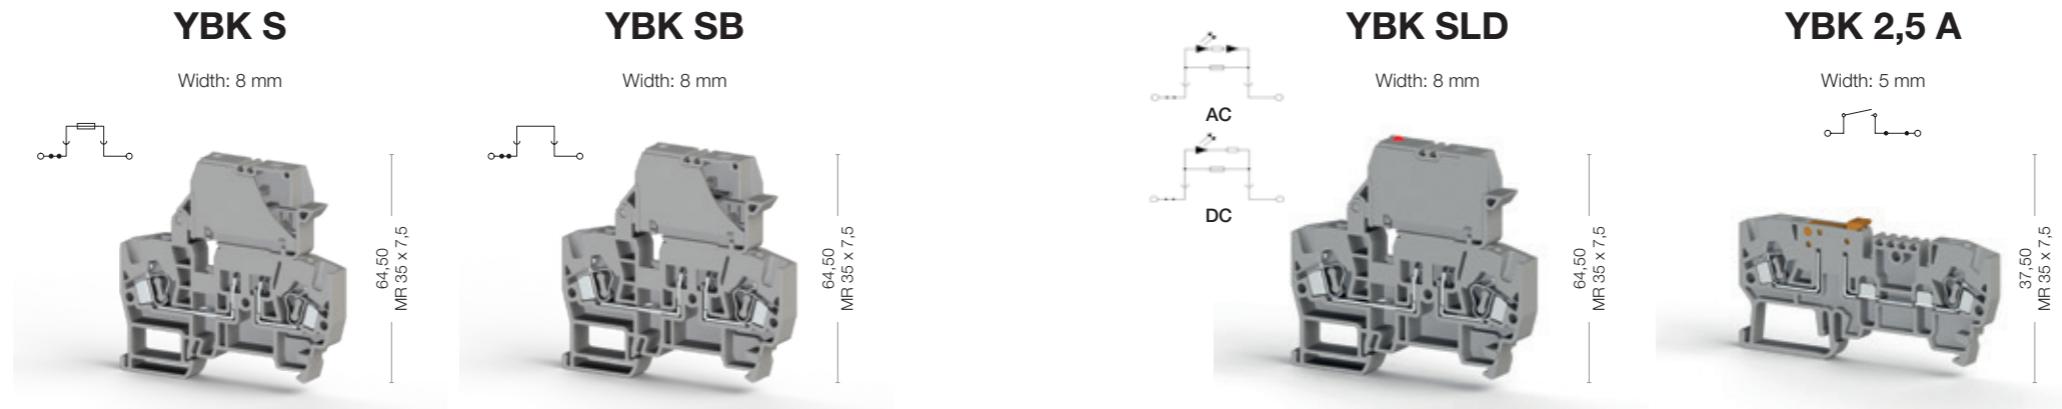 YBK S
Width: 8 mm
64,50
MR 35 x 7,5
YBK SB
Width: 8 mm
64,50
MR 35 x 7,5
AC
DC
YBK SLD
Width: 8 mm
64,50
MR 35 x 7,5
YBK 2,5 A
Width: 5 mm
37,50
MR 35 x 7,5